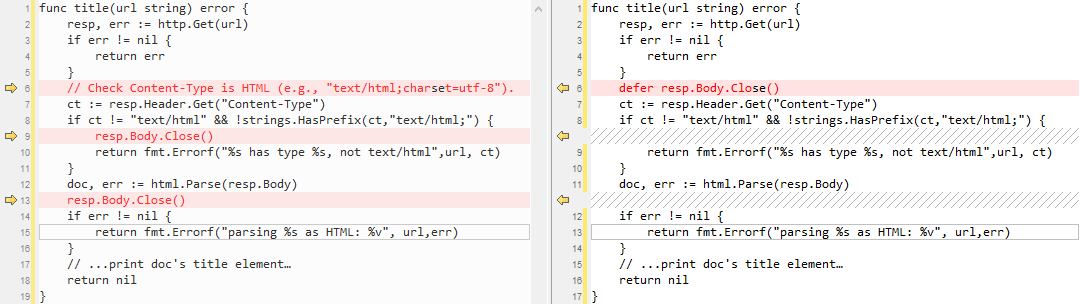 1 func title(url string) error {
2 resp, err := http.Get(url)
3 if err != nil {
4 return err
5 }
6 // Check Content-Type is HTML (e.g., "text/html;charset=utf-8").
7 ct := resp.Header.Get("Content-Type")
8 if ct != "text/html" && !strings.HasPrefix(ct,"text/html;") {
9 resp.Body.Close()
10 return fmt.Errorf("%s has type %s, not text/html",url, ct)
11 }
12 doc, err := html.Parse(resp.Body)
13 resp.Body.Close()
14 if err != nil {
15 return fmt.Errorf("parsing %s as HTML: %v", url,err)
16 }
17 // ...print doc's title element…
18 return nil
19 }
1 func title(url string) error {
2 resp, err := http.Get(url)
3 if err != nil {
4 return err
5 }
6 defer resp.Body.Close()
7 ct := resp.Header.Get("Content-Type")
8 if ct != "text/html" && !strings.HasPrefix(ct,"text/html;") {
9 return fmt.Errorf("%s has type %s, not text/html",url, ct)
10 }
11 doc, err := html.Parse(resp.Body)
12 if err != nil {
13 return fmt.Errorf("parsing %s as HTML: %v", url,err)
14 }
15 // ...print doc's title element…
16 return nil
17 }